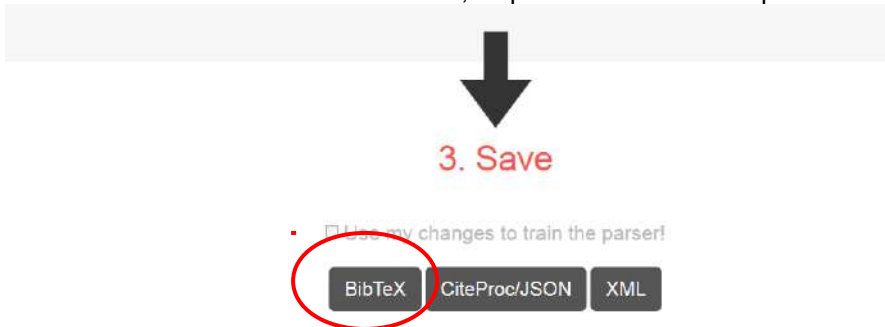 3. Save
Use my changes to train the parser!
BibTeX CiteProc/JSON XML